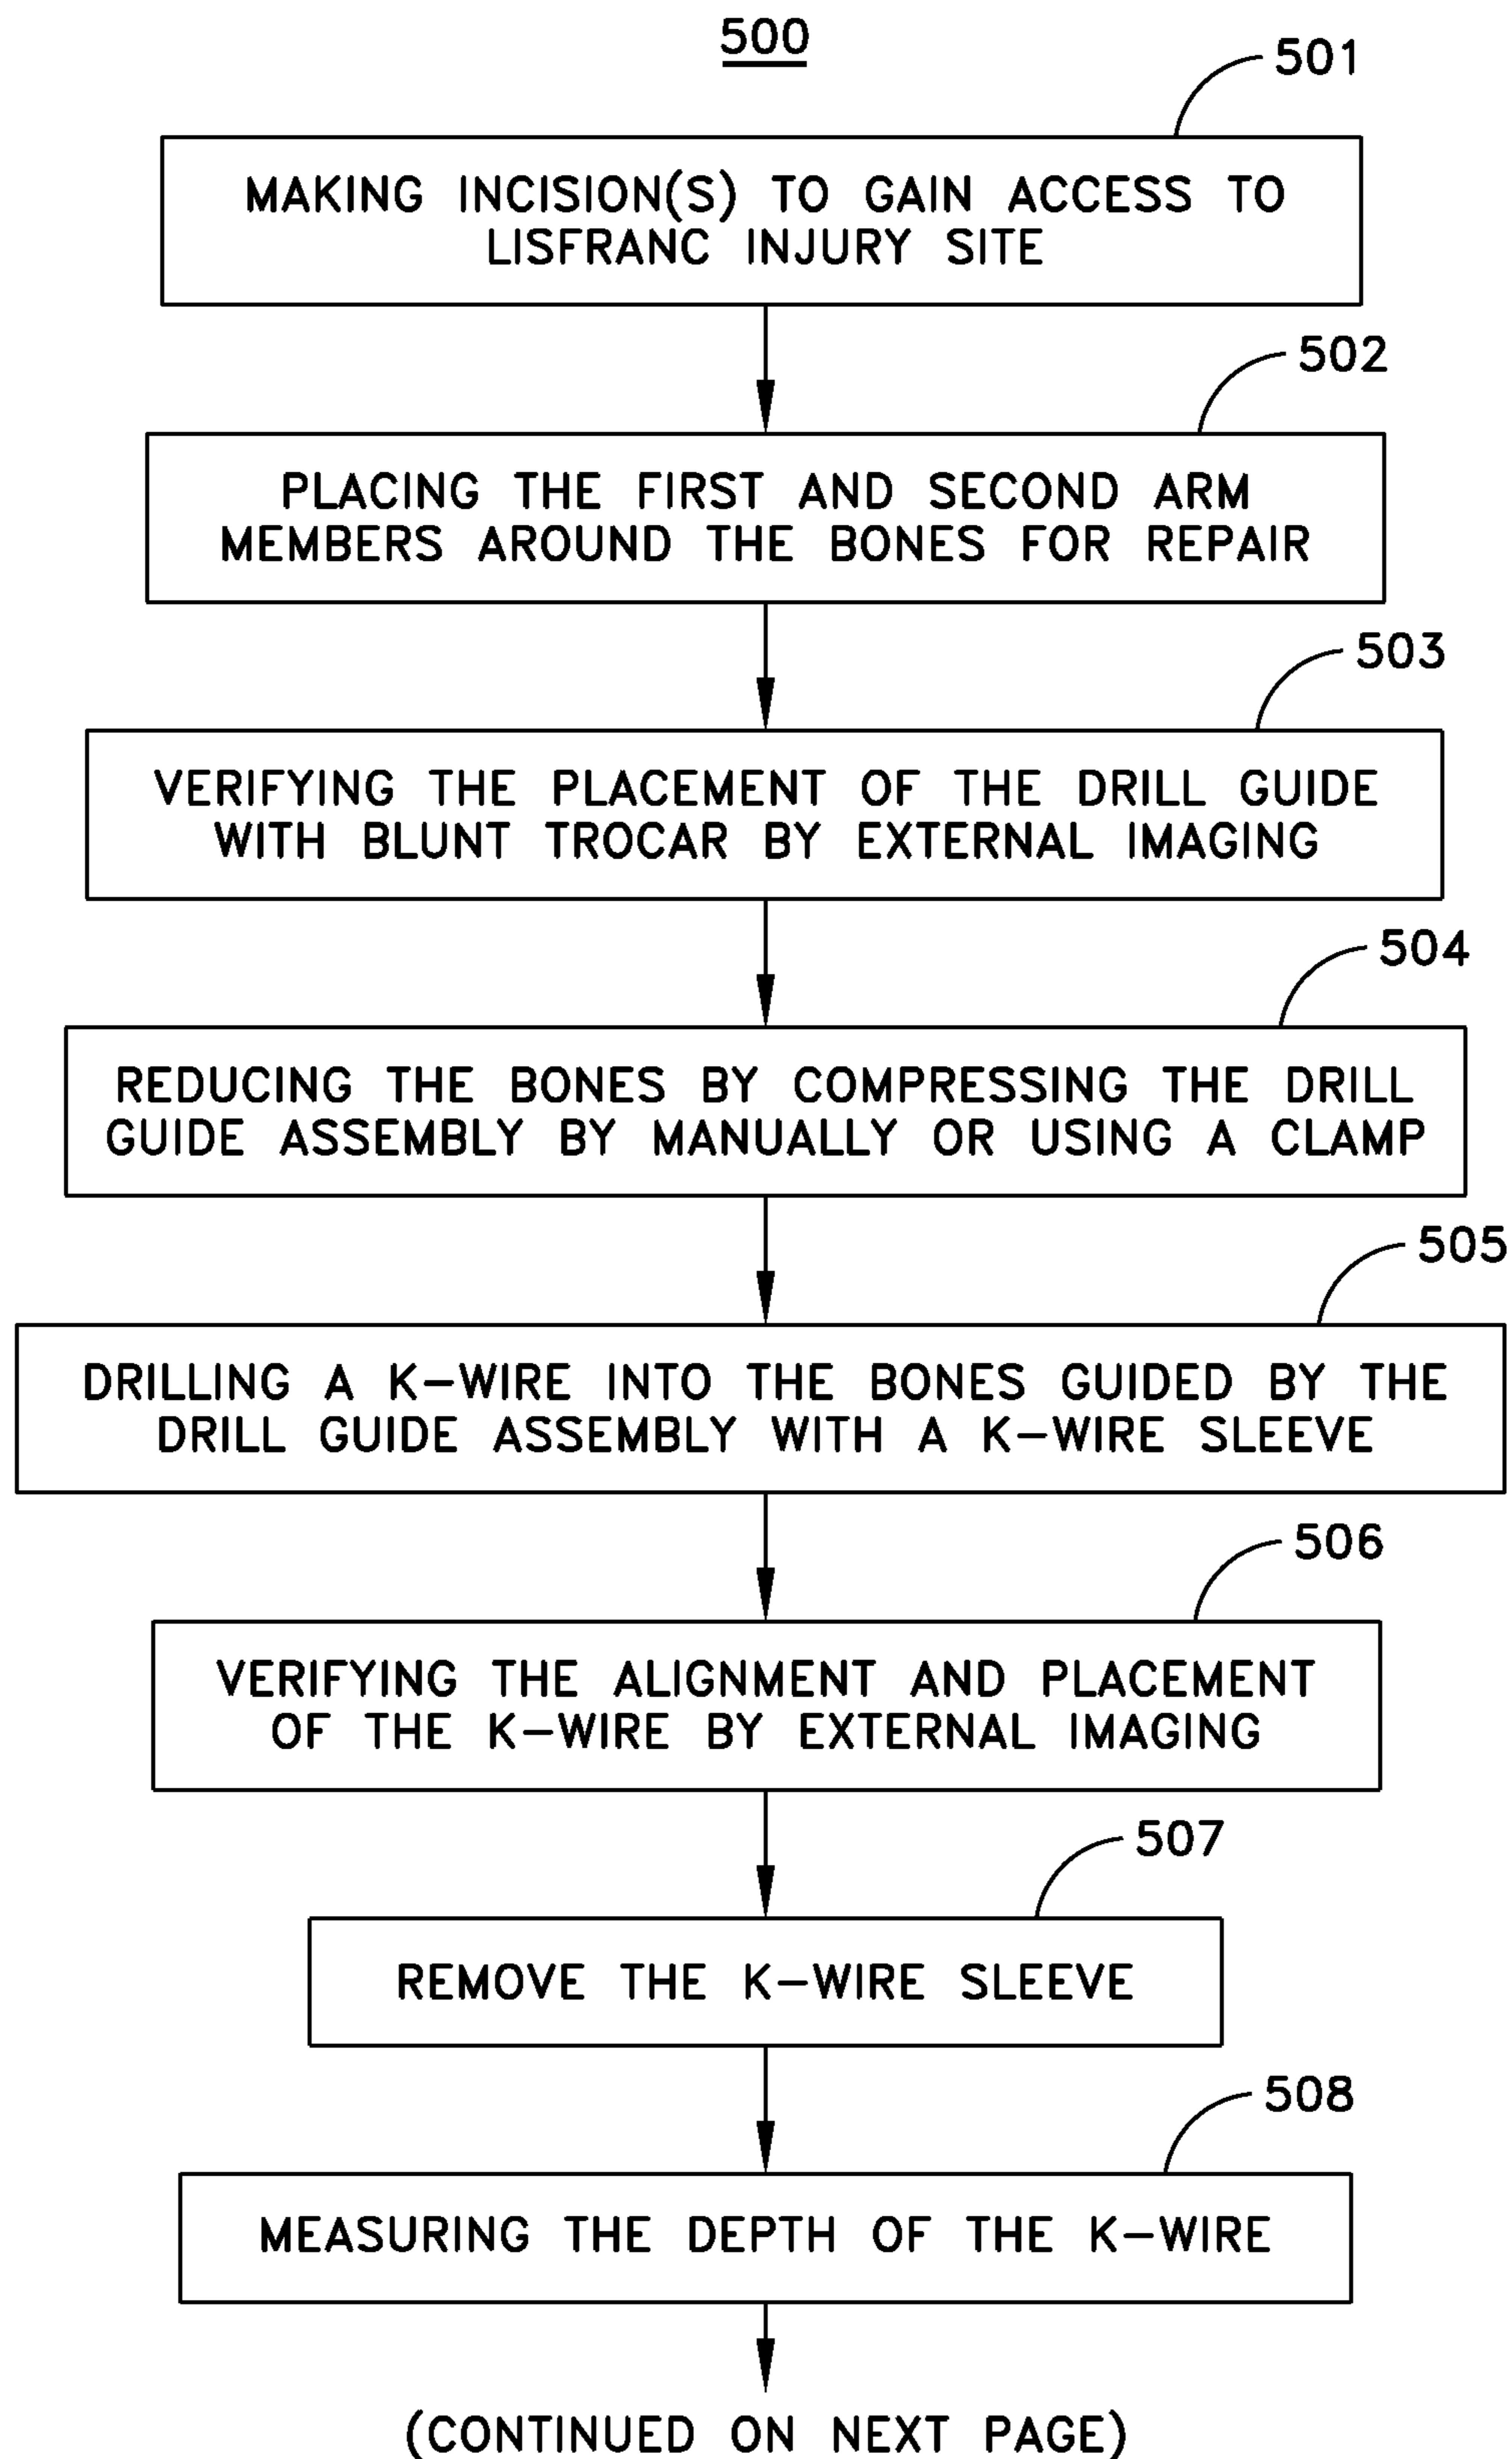 500
501
MAKING INCISION(S) TO GAIN ACCESS TO
LISFRANC INJURY SITE
502
PLACING THE FIRST AND SECOND ARM
MEMBERS AROUND THE BONES FOR REPAIR
503
VERIFYING THE PLACEMENT OF THE DRILL GUIDE
WITH BLUNT TROCAR BY EXTERNAL IMAGING
504
REDUCING THE BONES BY COMPRESSING THE DRILL
GUIDE ASSEMBLY BY MANUALLY OR USING A CLAMP
505
DRILLING A K-WIRE INTO THE BONES GUIDED BY THE
DRILL GUIDE ASSEMBLY WITH A K-WIRE SLEEVE
506
VERIFYING THE ALIGNMENT AND PLACEMENT
OF THE K-WIRE BY EXTERNAL IMAGING
507
REMOVE THE K-WIRE SLEEVE
508
MEASURING THE DEPTH OF THE K-WIRE
(CONTINUED ON NEXT PAGE)